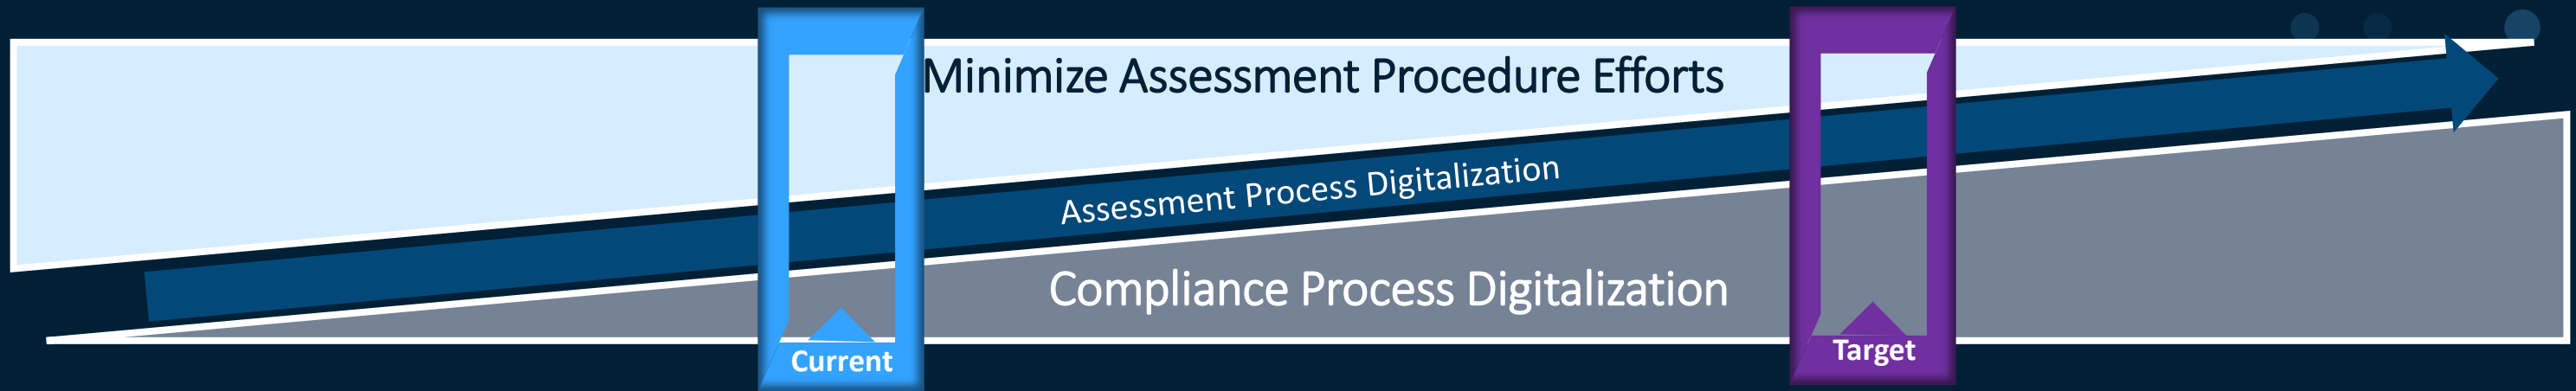 Minimize Assessment Procedure Efforts
Assessment Process Digitalization
Compliance Process Digitalization
Current
Target